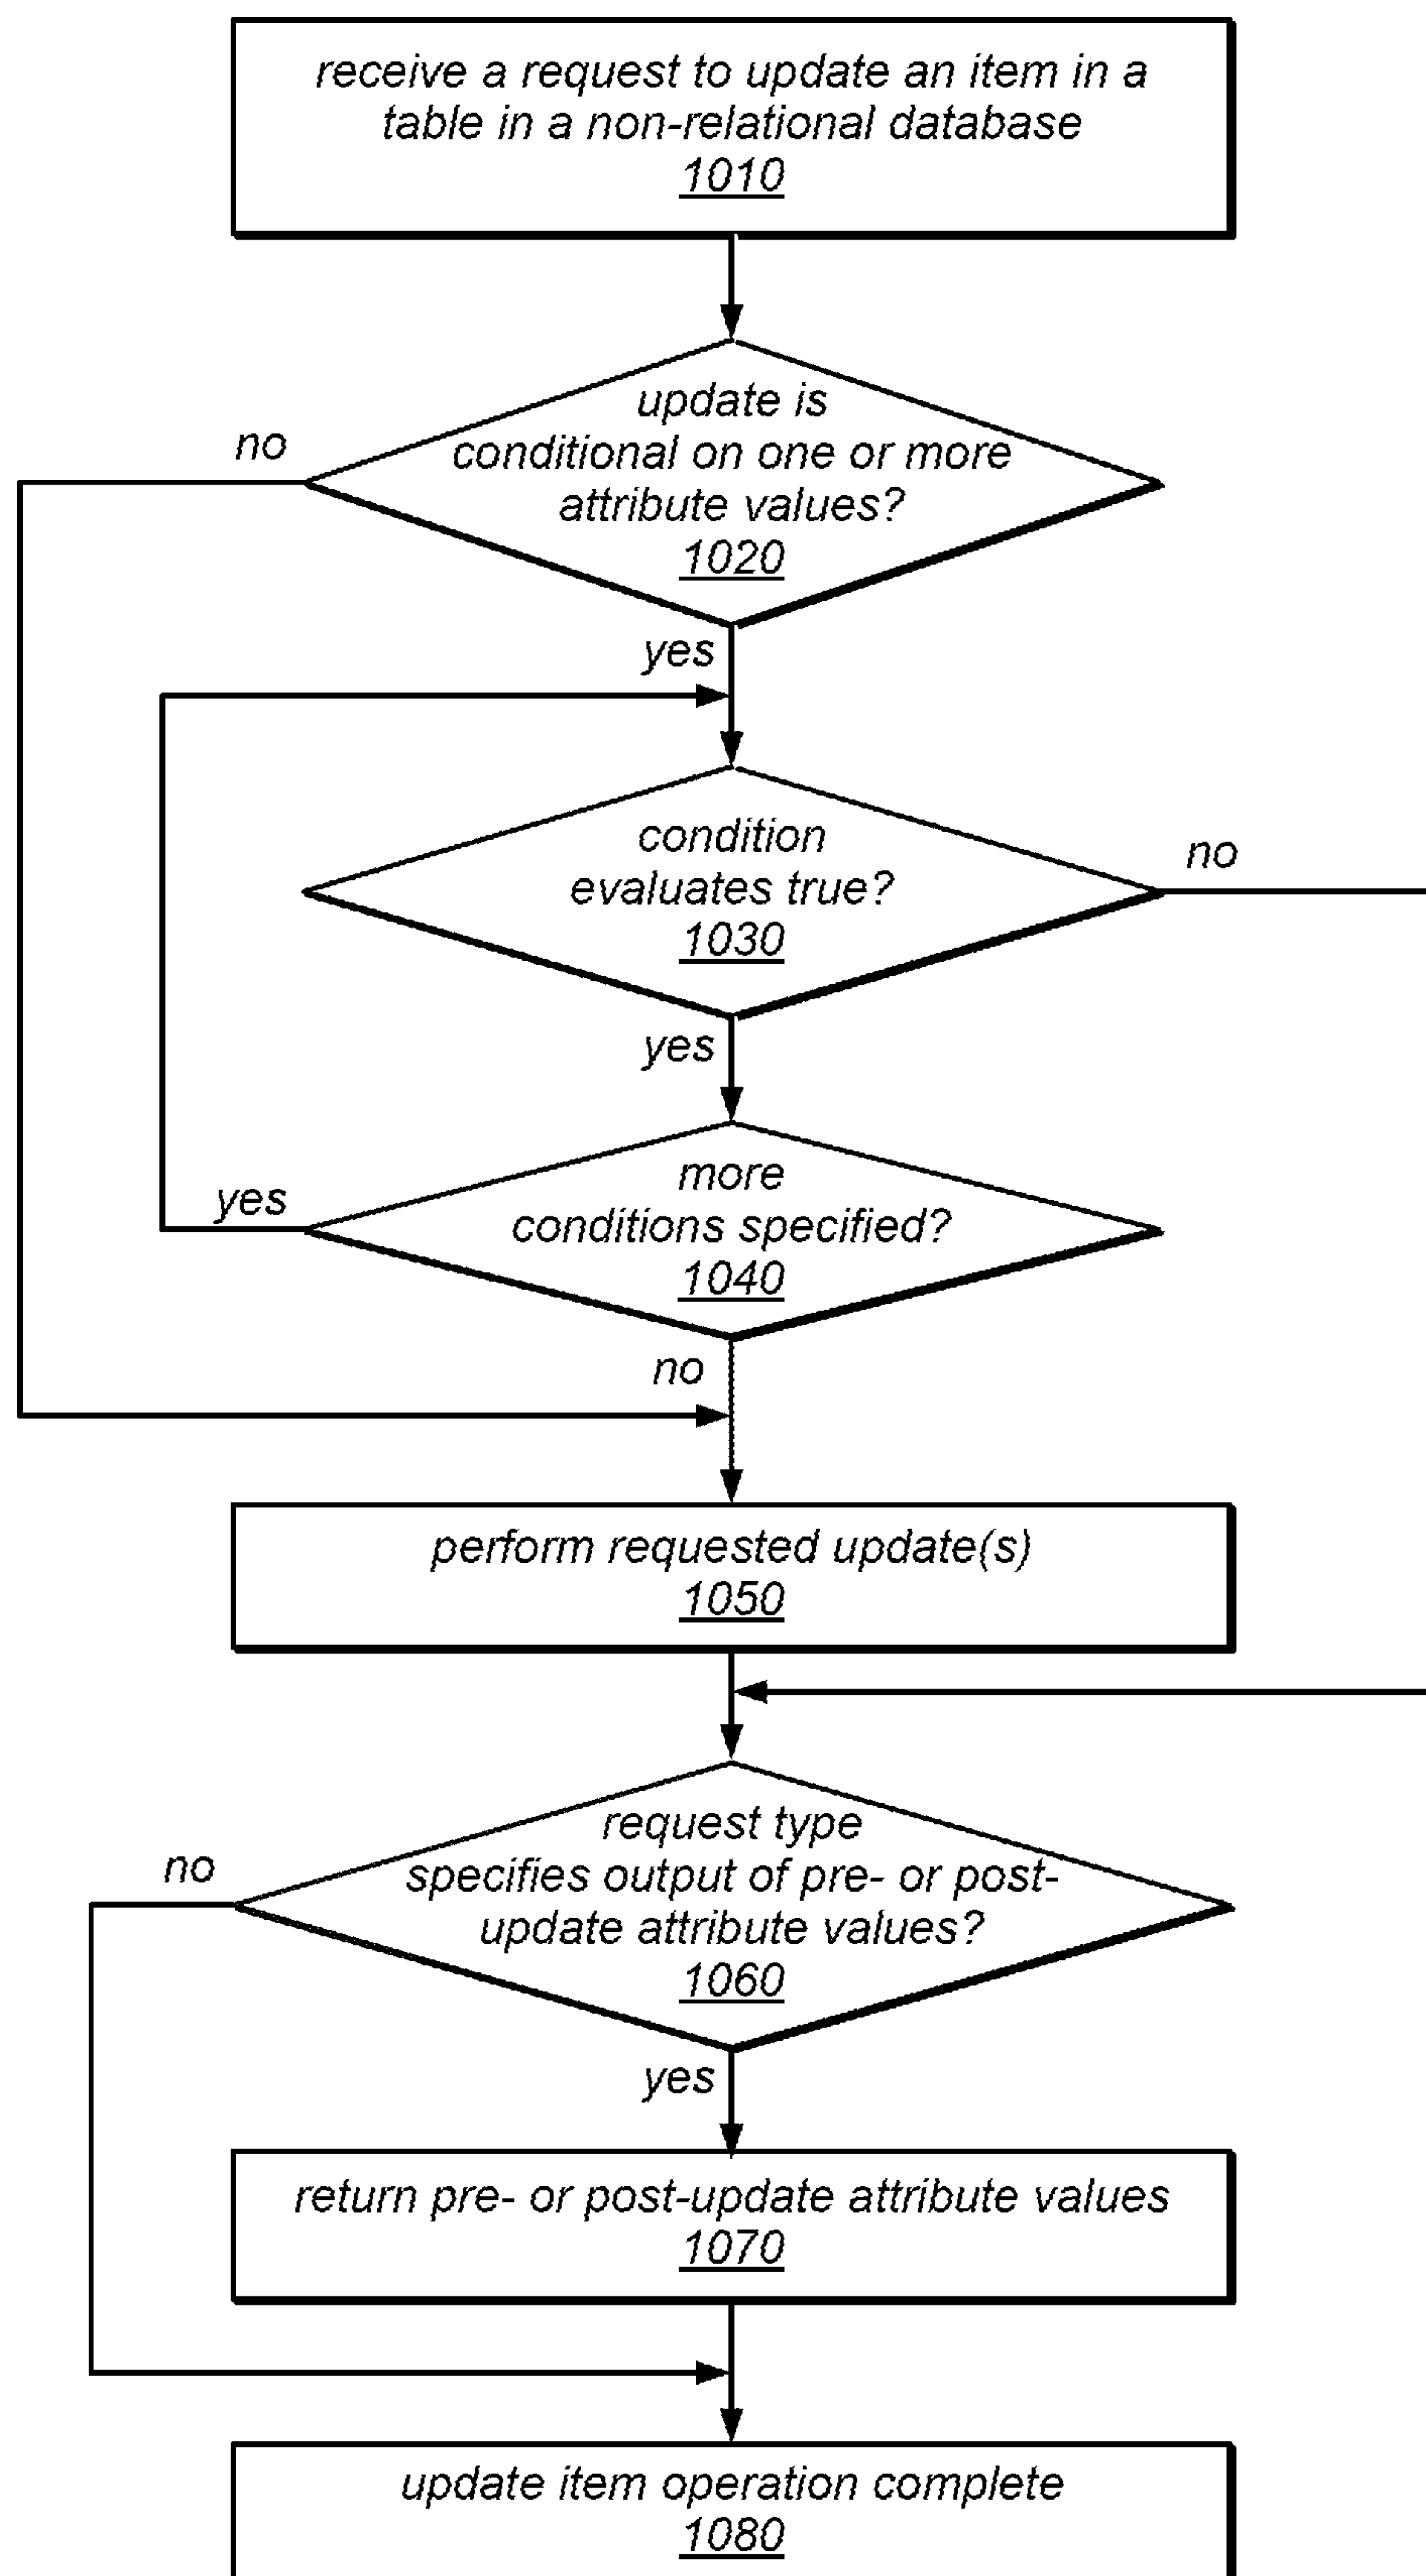 receive a request to update an item in a
table in a non-relational database
1010
update is
conditional on one or more
attribute values?
1020
no
yes
condition
evaluates true?
1030
no
yes
more
conditions specified?
1040
yes
no
perform requested update(s)
1050
request type
specifies output of pre- or post-
update attribute values?
1060
no
yes
return pre- or post-update attribute values
1070
update item operation complete
1080